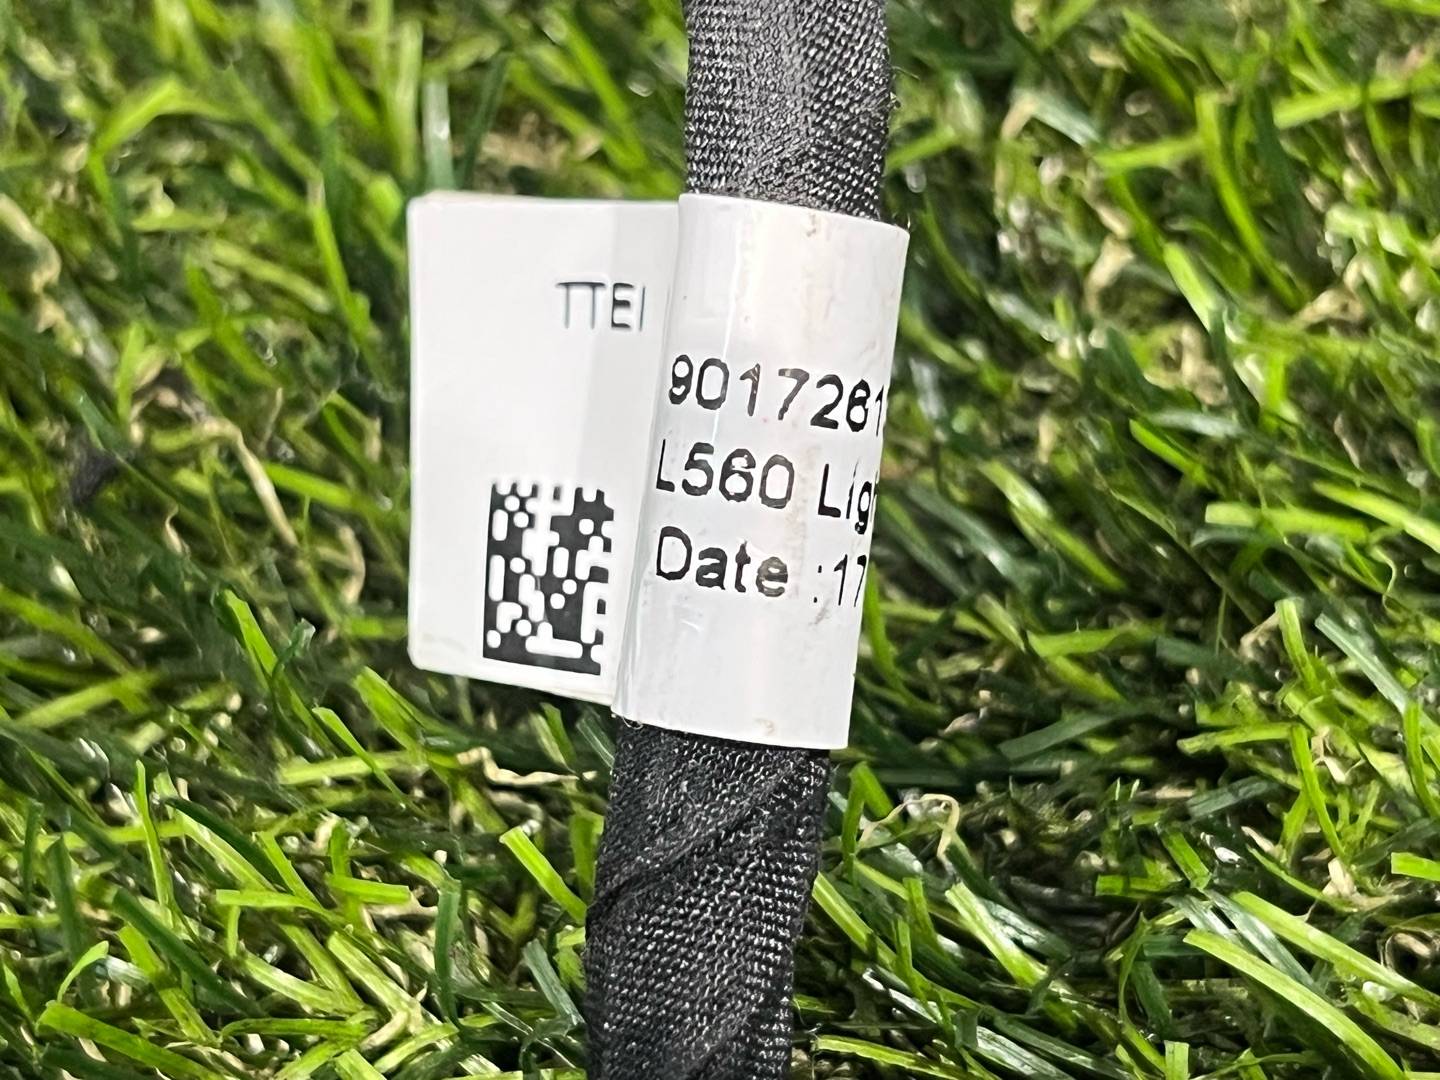 TTEI
9017261
L560 Lig
Date :17